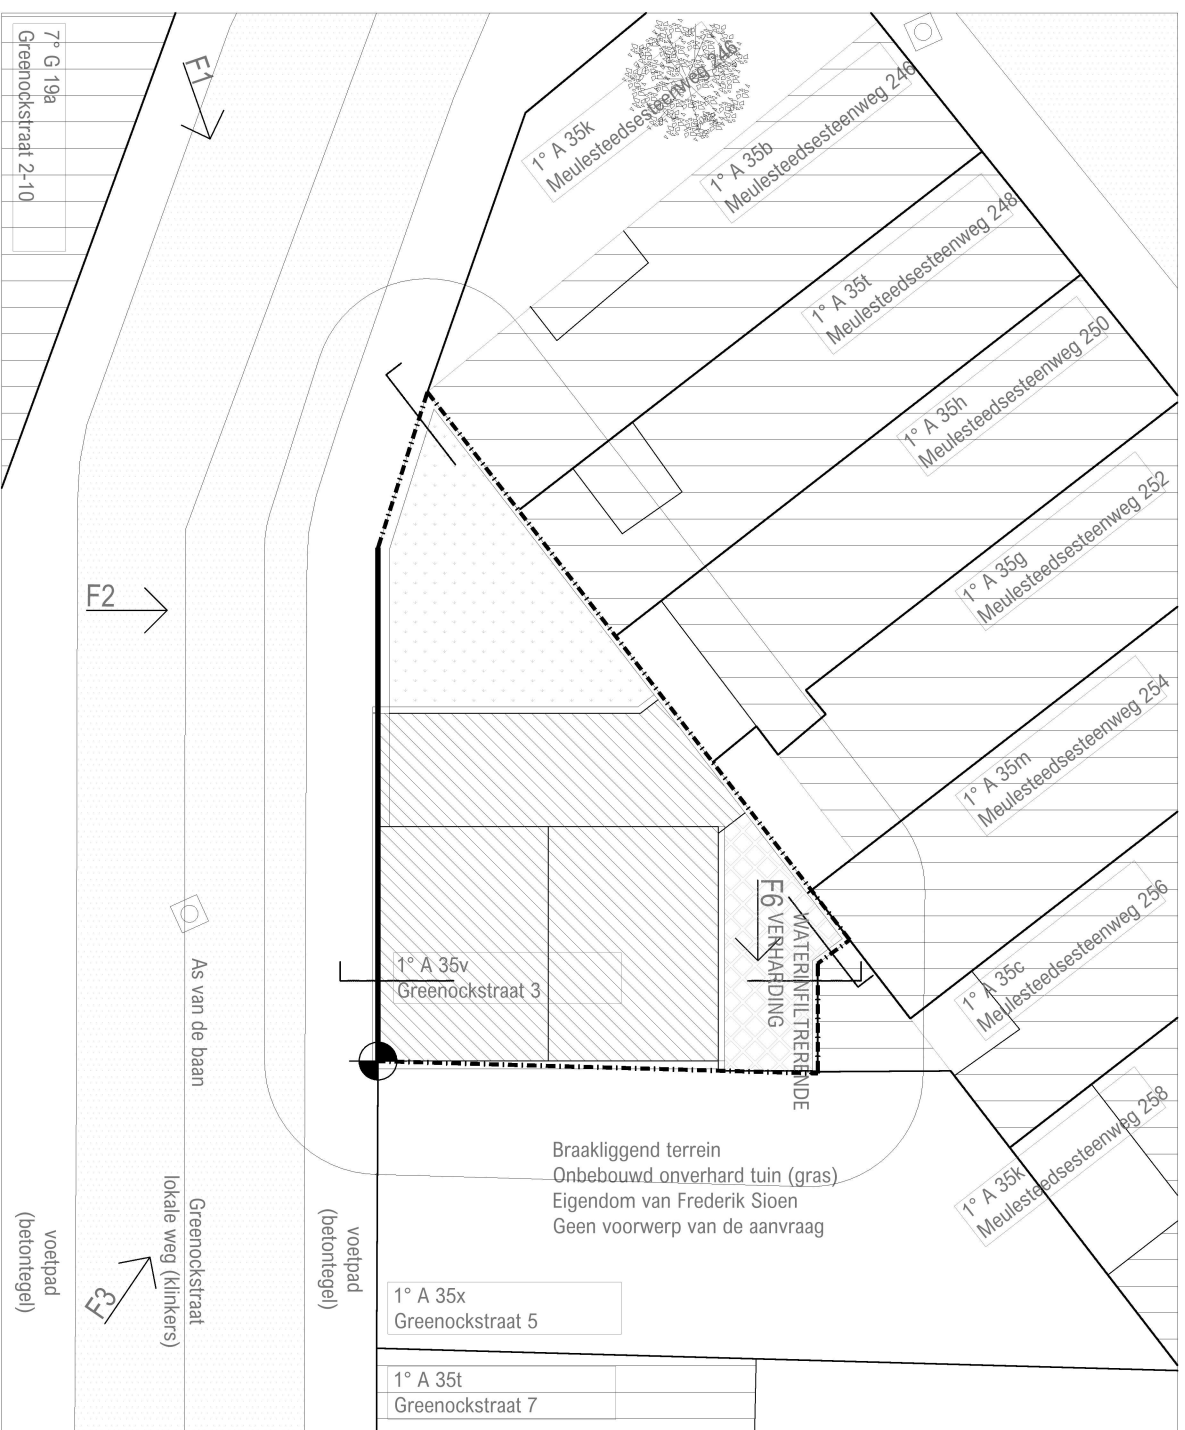 7° G 19a
Greenockstraat 2-10
F1
1° A 35k
Meulesteedsesteenweg 246
1° A 35b
Meulesteedsesteenweg 246
1° A 35t
Meulesteedsesteenweg 248
1° A 35h
Meulesteedsesteenweg 250
1° A 35g
Meulesteedsesteenweg 252
F2
1° A 35m
Meulesteedsesteenweg 254
1° A 35c
Meulesteedsesteenweg 256
1° A 35k
Meulesteedsesteenweg 258
F6
WATERINFILTRERENDE
VERHARDING
1° A 35v
Greenockstraat 3
As van de baan
Braakliggend terrein
Onbebouwd onverhard tuin (gras)
Eigendom van Frederik Sioen
Geen voorwerp van de aanvraag
Greenockstraat
lokale weg (klinkers)
voetpad
(betontegel)
voetpad
(betontegel)
F3
1° A 35x
Greenockstraat 5
1° A 35t
Greenockstraat 7